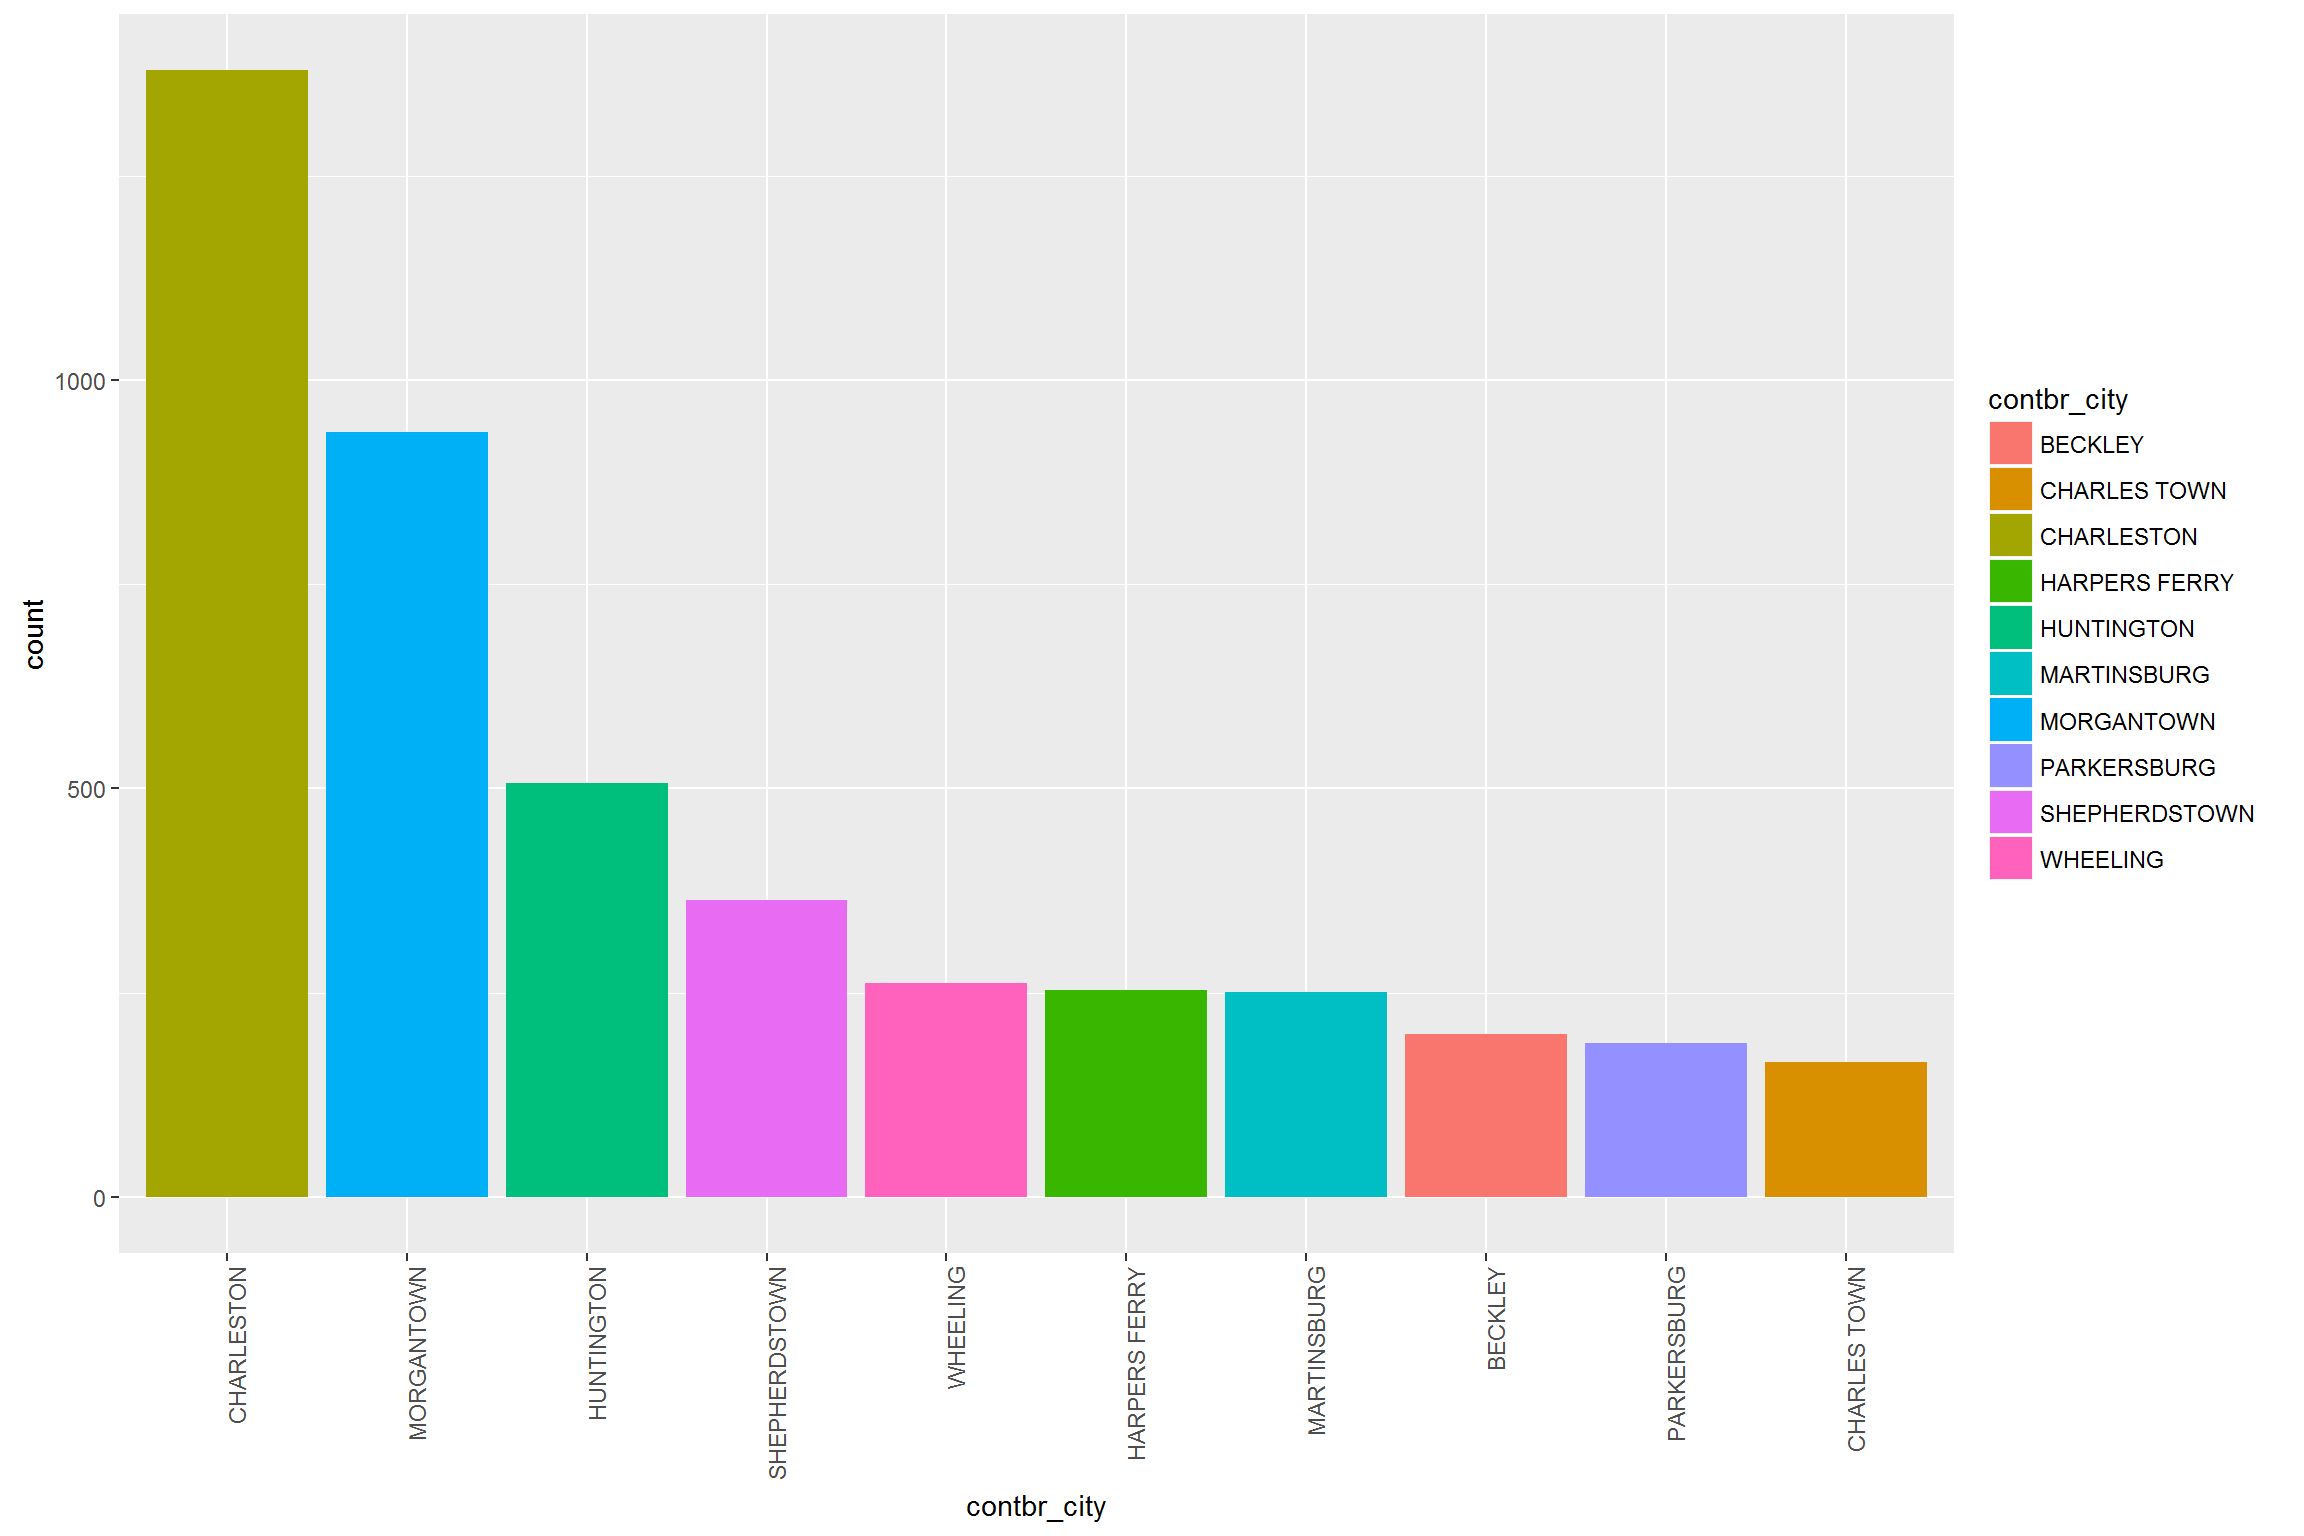 count
1000
500
0
CHARLESTON
MORGANTOWN
HUNTINGTON
SHEPHERDSTOWN
WHEELING
HARPERS FERRY
MARTINSBURG
BECKLEY
PARKERSBURG
CHARLES TOWN
contbr_city
contbr_city
BECKLEY
CHARLES TOWN
CHARLESTON
HARPERS FERRY
HUNTINGTON
MARTINSBURG
MORGANTOWN
PARKERSBURG
SHEPHERDSTOWN
WHEELING